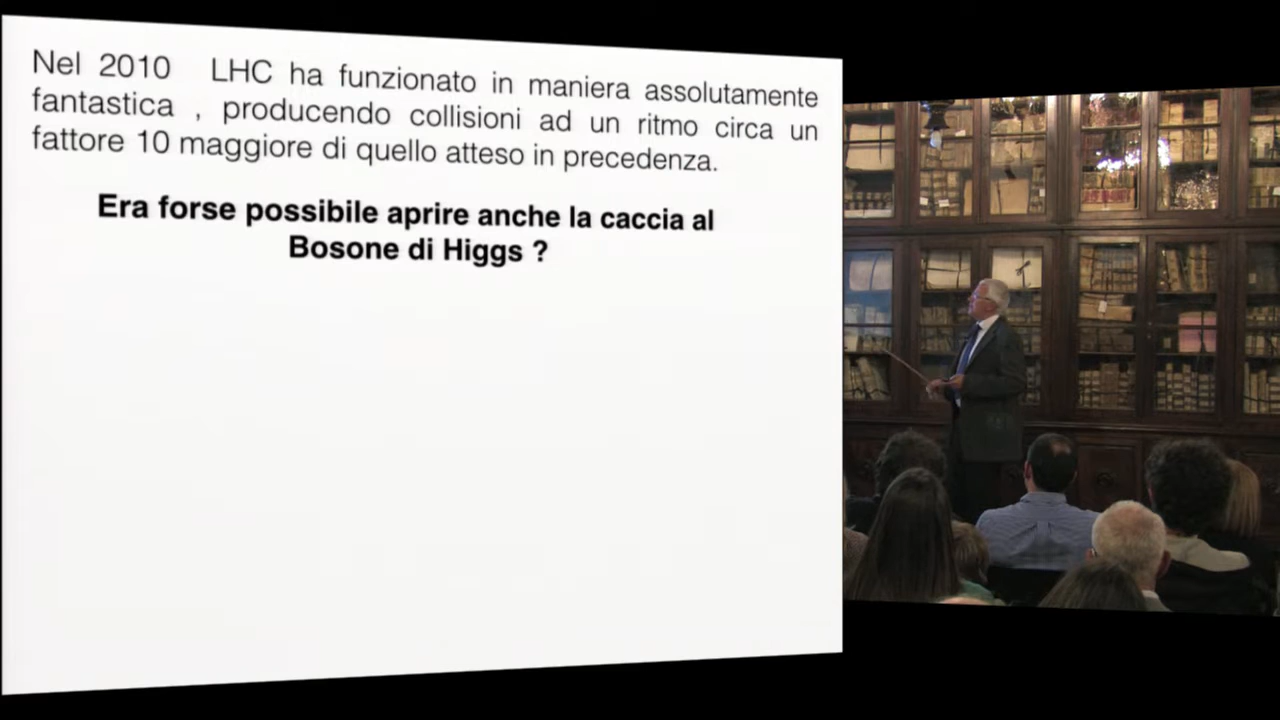 Nel 2010 LHC ha funzionato in maniera assolutamente
fantastica , producendo collisioni ad un ritmo circa un
fattore 10 maggiore di quello atteso in precedenza.
Era forse possibile aprire anche la caccia al
Bosone di Higgs ?